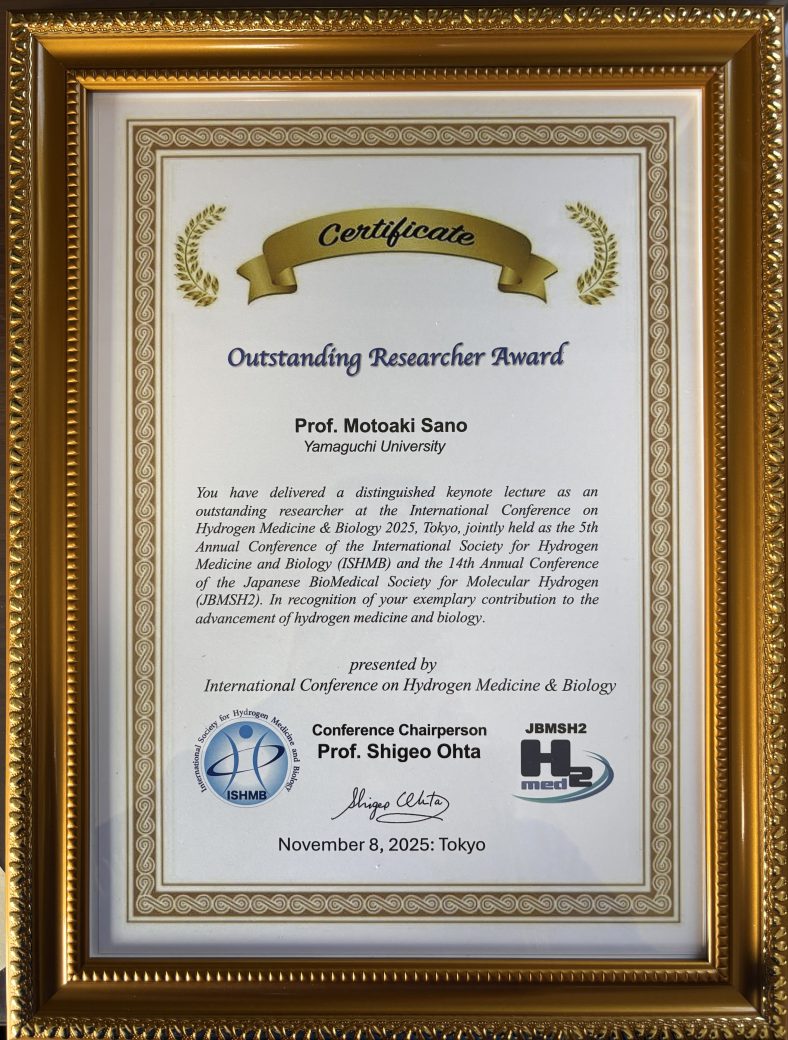 Certificate
Outstanding Researcher Award
Prof. Motoaki Sano
Yamaguchi University
You have delivered a distinguished keynote lecture as an
outstanding researcher at the International Conference on
Hydrogen Medicine & Biology 2025, Tokyo, jointly held as the 5th
Annual Conference of the International Society for Hydrogen
Medicine and Biology (ISHMB) and the 14th Annual Conference
of the Japanese BioMedical Society for Molecular Hydrogen
(JBMSH2). In recognition of your exemplary contribution to the
advancement of hydrogen medicine and biology.
presented by
International Conference on Hydrogen Medicine & Biology
International Society for Hydrogen Medicine and Biology
ISHMB
Conference Chairperson
Prof. Shigeo Ohta
JBMSH2
H2
med
Shigeo Ohta
November 8, 2025: Tokyo